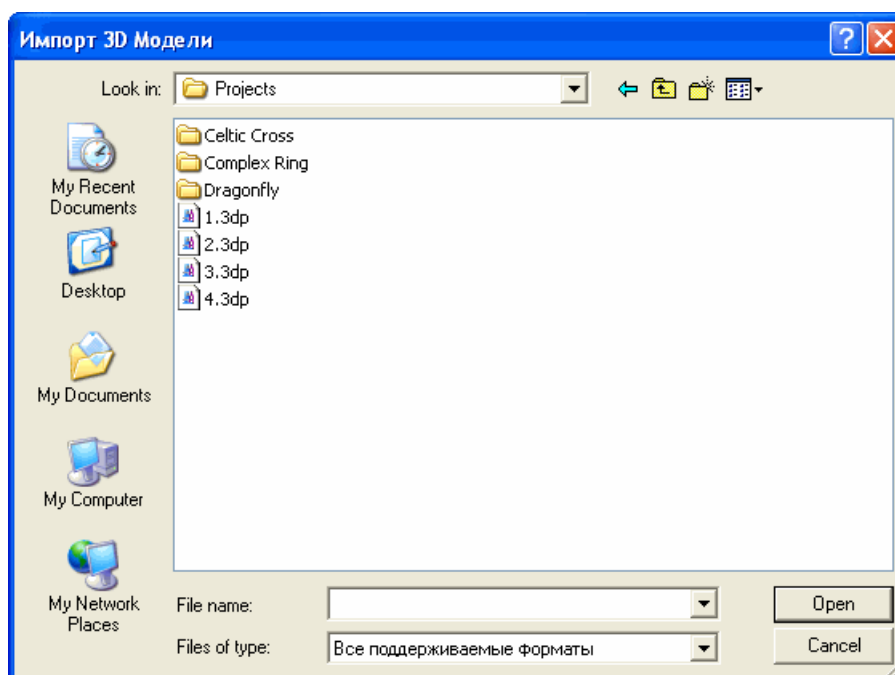 Импорт 3D Модели
Look in:
Projects
My Recent
Documents
Desktop
My Documents
My Computer
My Network
Places
Celtic Cross
Complex Ring
Dragonfly
1.3dp
2.3dp
3.3dp
4.3dp
File name:
Open
Files of type:
Все поддерживаемые форматы
Cancel